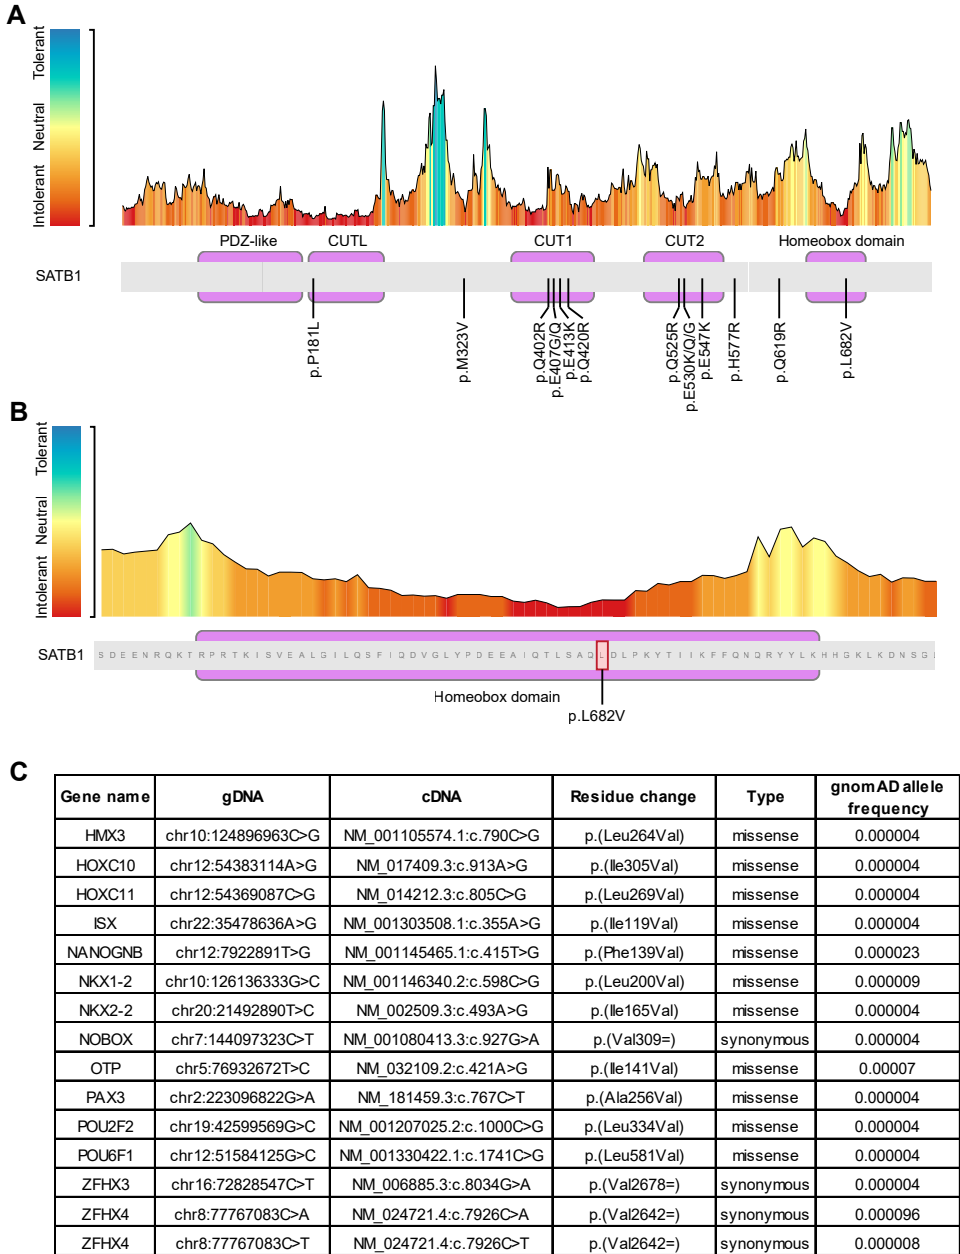 A
Tolerant
Neutral
Intolerant
PDZ-like CUTL CUT1 CUT2 Homeobox domain
SATB1
p.P181L
p.M323V
p.Q402R
p.E407G/Q
p.E413K
p.Q420R
p.Q525R
p.E530K/Q/G
p.E547K
p.H577R
p.Q619R
p.L682V
B
Tolerant
Neutral
Intolerant
SATB1 S D E E N R Q K T R P R T K I S V E A L G I L Q S F I Q D V G L Y P D E E A I Q T L S A Q L D L P K Y T I I K F F Q N Q R Y Y L K H H G K L K D N S G
Homeobox domain
p.L682V
C
Gene name gDNA cDNA Residue change Type gnomAD allele frequency
HMX3 chr10:124896963C>G NM_001105574.1:c.790C>G p.(Leu264Val) missense 0.000004
HOXC10 chr12:54383114A>G NM_017409.3:c.913A>G p.(Ile305Val) missense 0.000004
HOXC11 chr12:54369087C>G NM_014212.3:c.805C>G p.(Leu269Val) missense 0.000004
ISX chr22:35478636A>G NM_001303508.1:c.355A>G p.(Ile119Val) missense 0.000004
NANOGNB chr12:7922891T>G NM_001145465.1:c.415T>G p.(Phe139Val) missense 0.000023
NKX1-2 chr10:126136333G>C NM_001146340.2:c.598C>G p.(Leu200Val) missense 0.000009
NKX2-2 chr20:21492890T>C NM_002509.3:c.493A>G p.(Ile165Val) missense 0.000004
NOBOX chr7:144097323C>T NM_001080413.3:c.927G>A p.(Val309=) synonymous 0.000004
OTP chr5:76932672T>C NM_032109.2:c.421A>G p.(Ile141Val) missense 0.00007
PAX3 chr2:223096822G>A NM_181459.3:c.767C>T p.(Ala256Val) missense 0.000004
POU2F2 chr19:42599569G>C NM_001207025.2:c.1000C>G p.(Leu334Val) missense 0.000004
POU6F1 chr12:51584125G>C NM_001330422.1:c.1741C>G p.(Leu581Val) missense 0.000004
ZFHX3 chr16:72828547C>T NM_006885.3:c.8034G>A p.(Val2678=) synonymous 0.000004
ZFHX4 chr8:77767083C>A NM_024721.4:c.7926C>A p.(Val2642=) synonymous 0.000096
ZFHX4 chr8:77767083C>T NM_024721.4:c.7926C>T p.(Val2642=) synonymous 0.000008